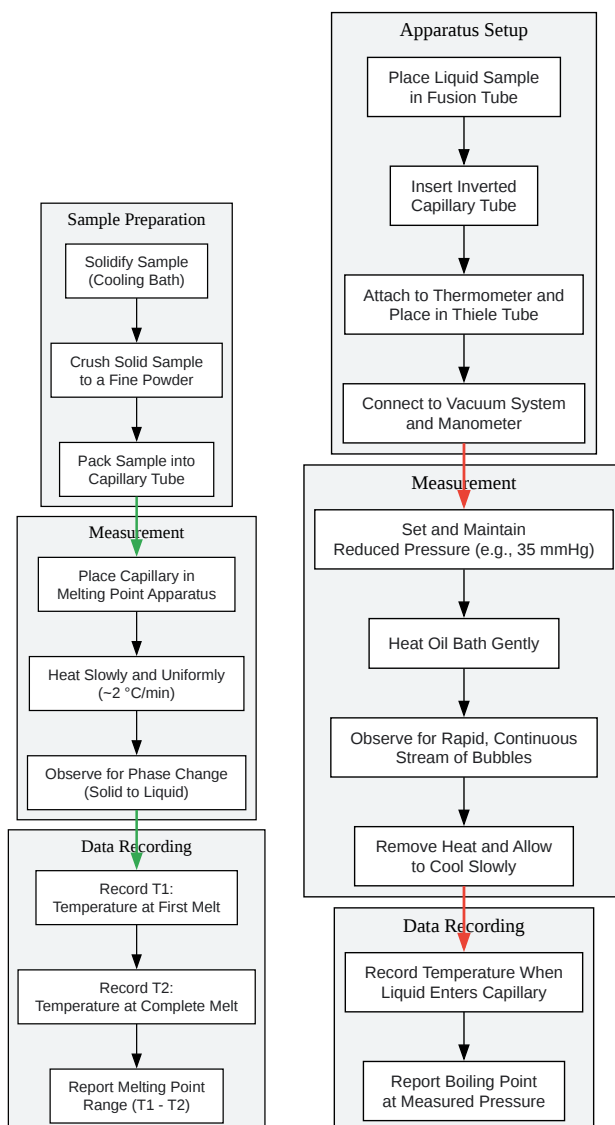 Sample Preparation
Solidify Sample
(Cooling Bath)
Crush Solid Sample
to a Fine Powder
Pack Sample into
Capillary Tube
Measurement
Place Capillary in
Melting Point Apparatus
Heat Slowly and Uniformly
(~2 °C/min)
Observe for Phase Change
(Solid to Liquid)
Data Recording
Record T1:
Temperature at First Melt
Record T2:
Temperature at Complete Melt
Report Melting Point
Range (T1 - T2)
Apparatus Setup
Place Liquid Sample
in Fusion Tube
Insert Inverted
Capillary Tube
Attach to Thermometer and
Place in Thiele Tube
Connect to Vacuum System
and Manometer
Measurement
Set and Maintain
Reduced Pressure (e.g., 35 mmHg)
Heat Oil Bath Gently
Observe for Rapid, Continuous
Stream of Bubbles
Remove Heat and Allow
to Cool Slowly
Data Recording
Record Temperature When
Liquid Enters Capillary
Report Boiling Point
at Measured Pressure